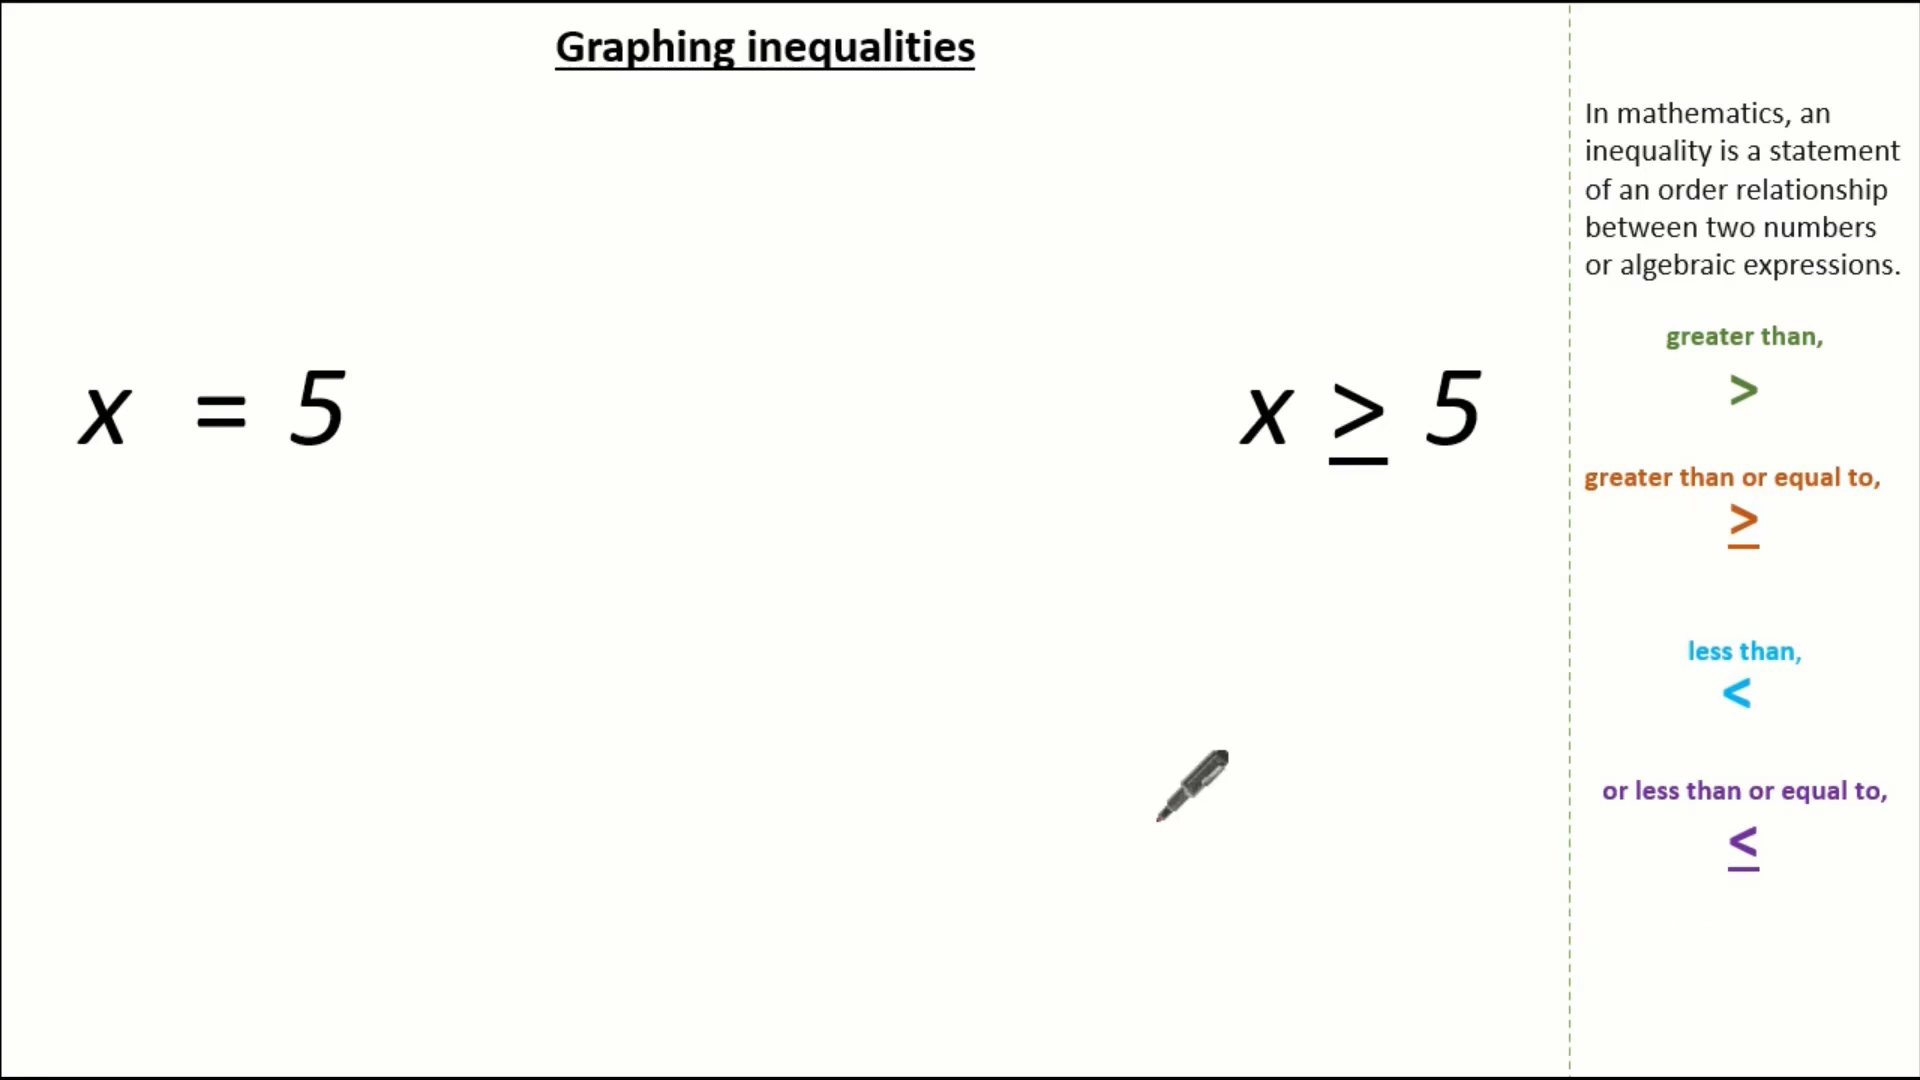 Graphing inequalities
x = 5
x ≥ 5
In mathematics, an
inequality is a statement
of an order relationship
between two numbers
or algebraic expressions.
greater than,
>
greater than or equal to,
≥
less than,
<
or less than or equal to,
≤